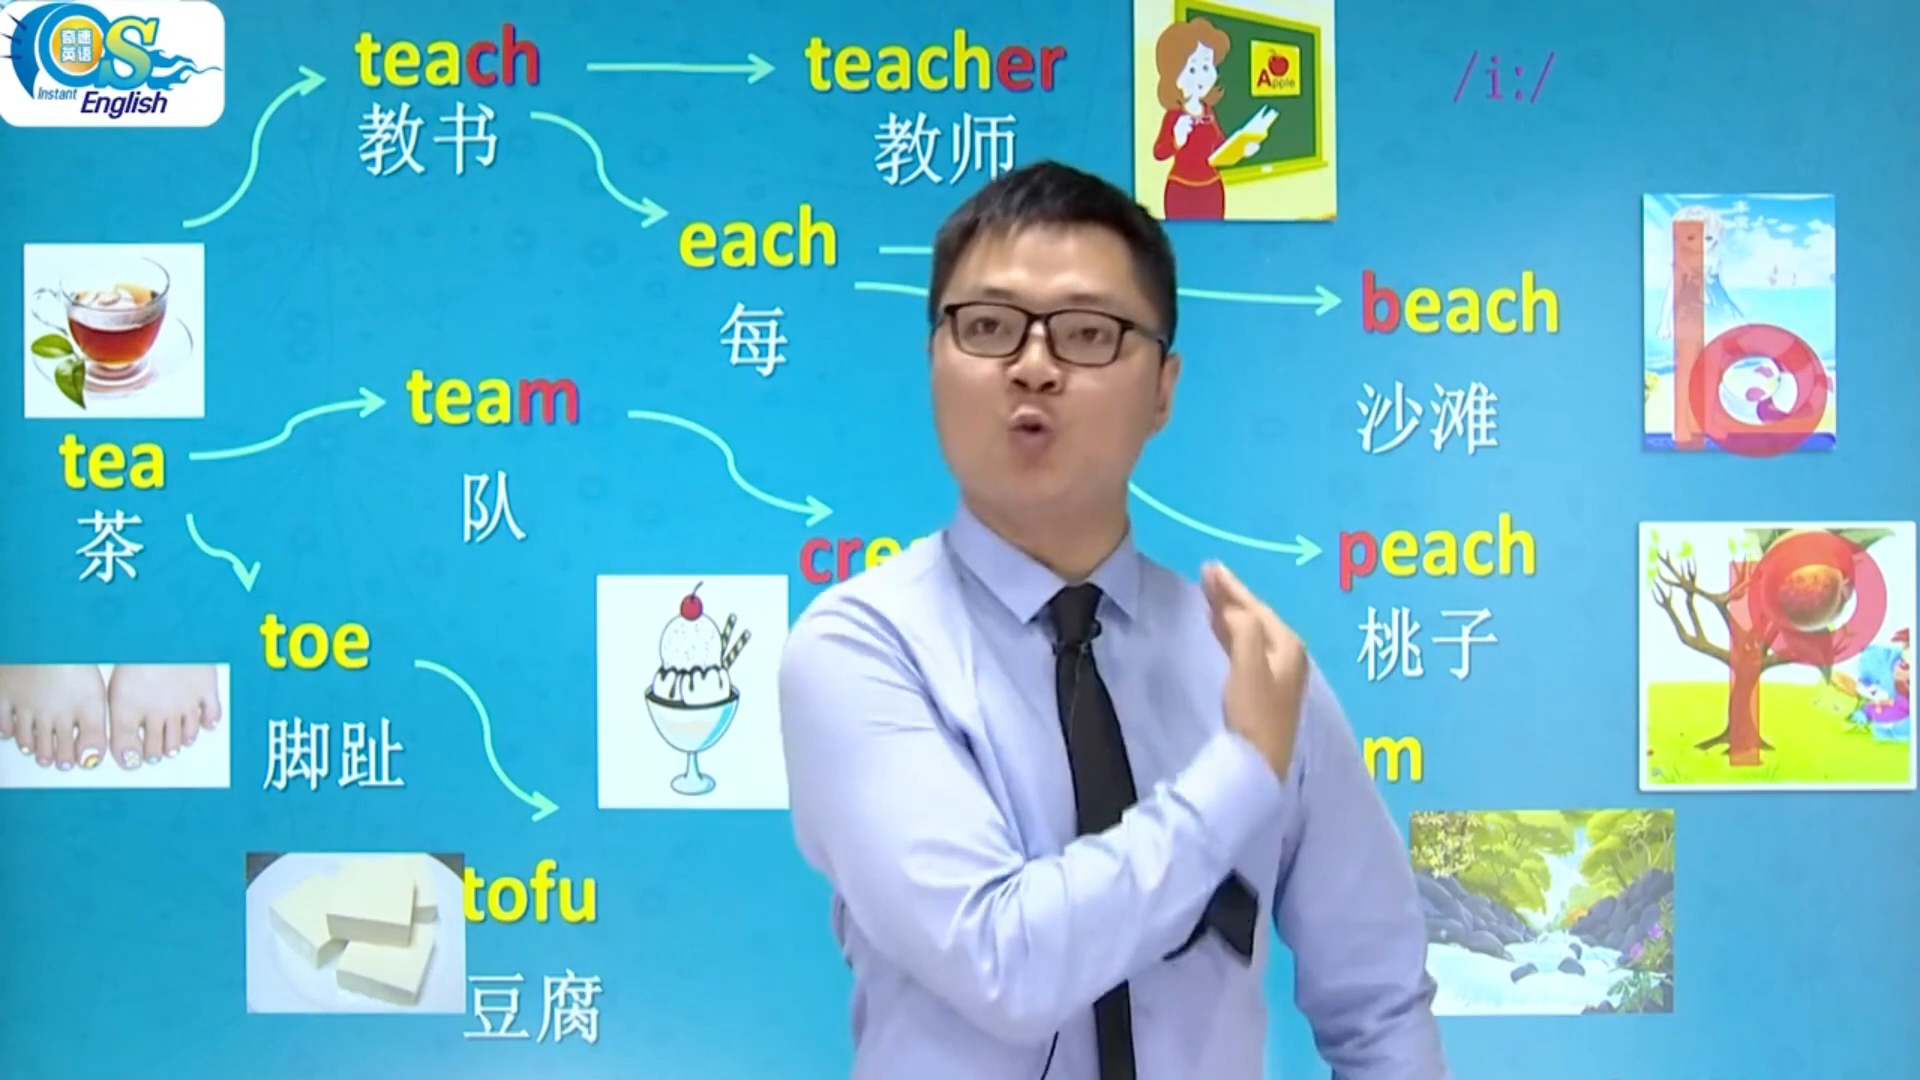 奇速
英语
CS
Instant
English
teach
教书
teacher
教师
Apple
/i:/
each
每
beach
沙滩
team
队
tea
茶
peach
桃子
toe
脚趾
m
tofu
豆腐